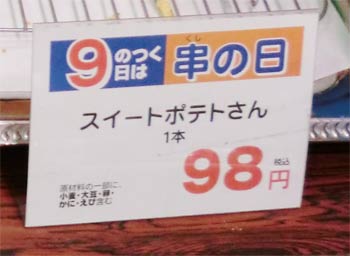 9のつく日は
くし
串の日
スイートポテトさん
1本
98円
税込
原材料の一部に、
小麦・大豆・卵・
かに・えび含む